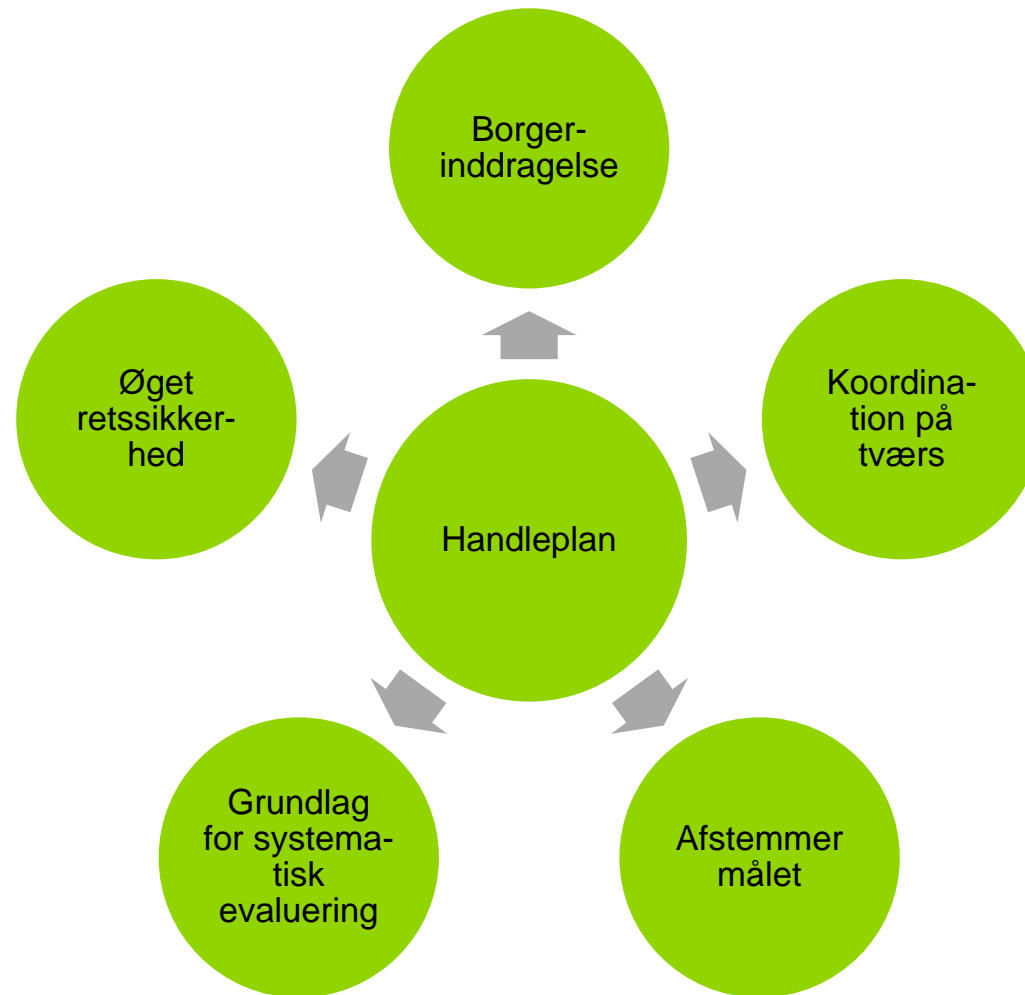 Borger-
inddragelse
Øget
retssikker-
hed
Koordina-
tion på
tværs
Handleplan
Grundlag
for systema-
tisk
evaluering
Afstemmer
målet